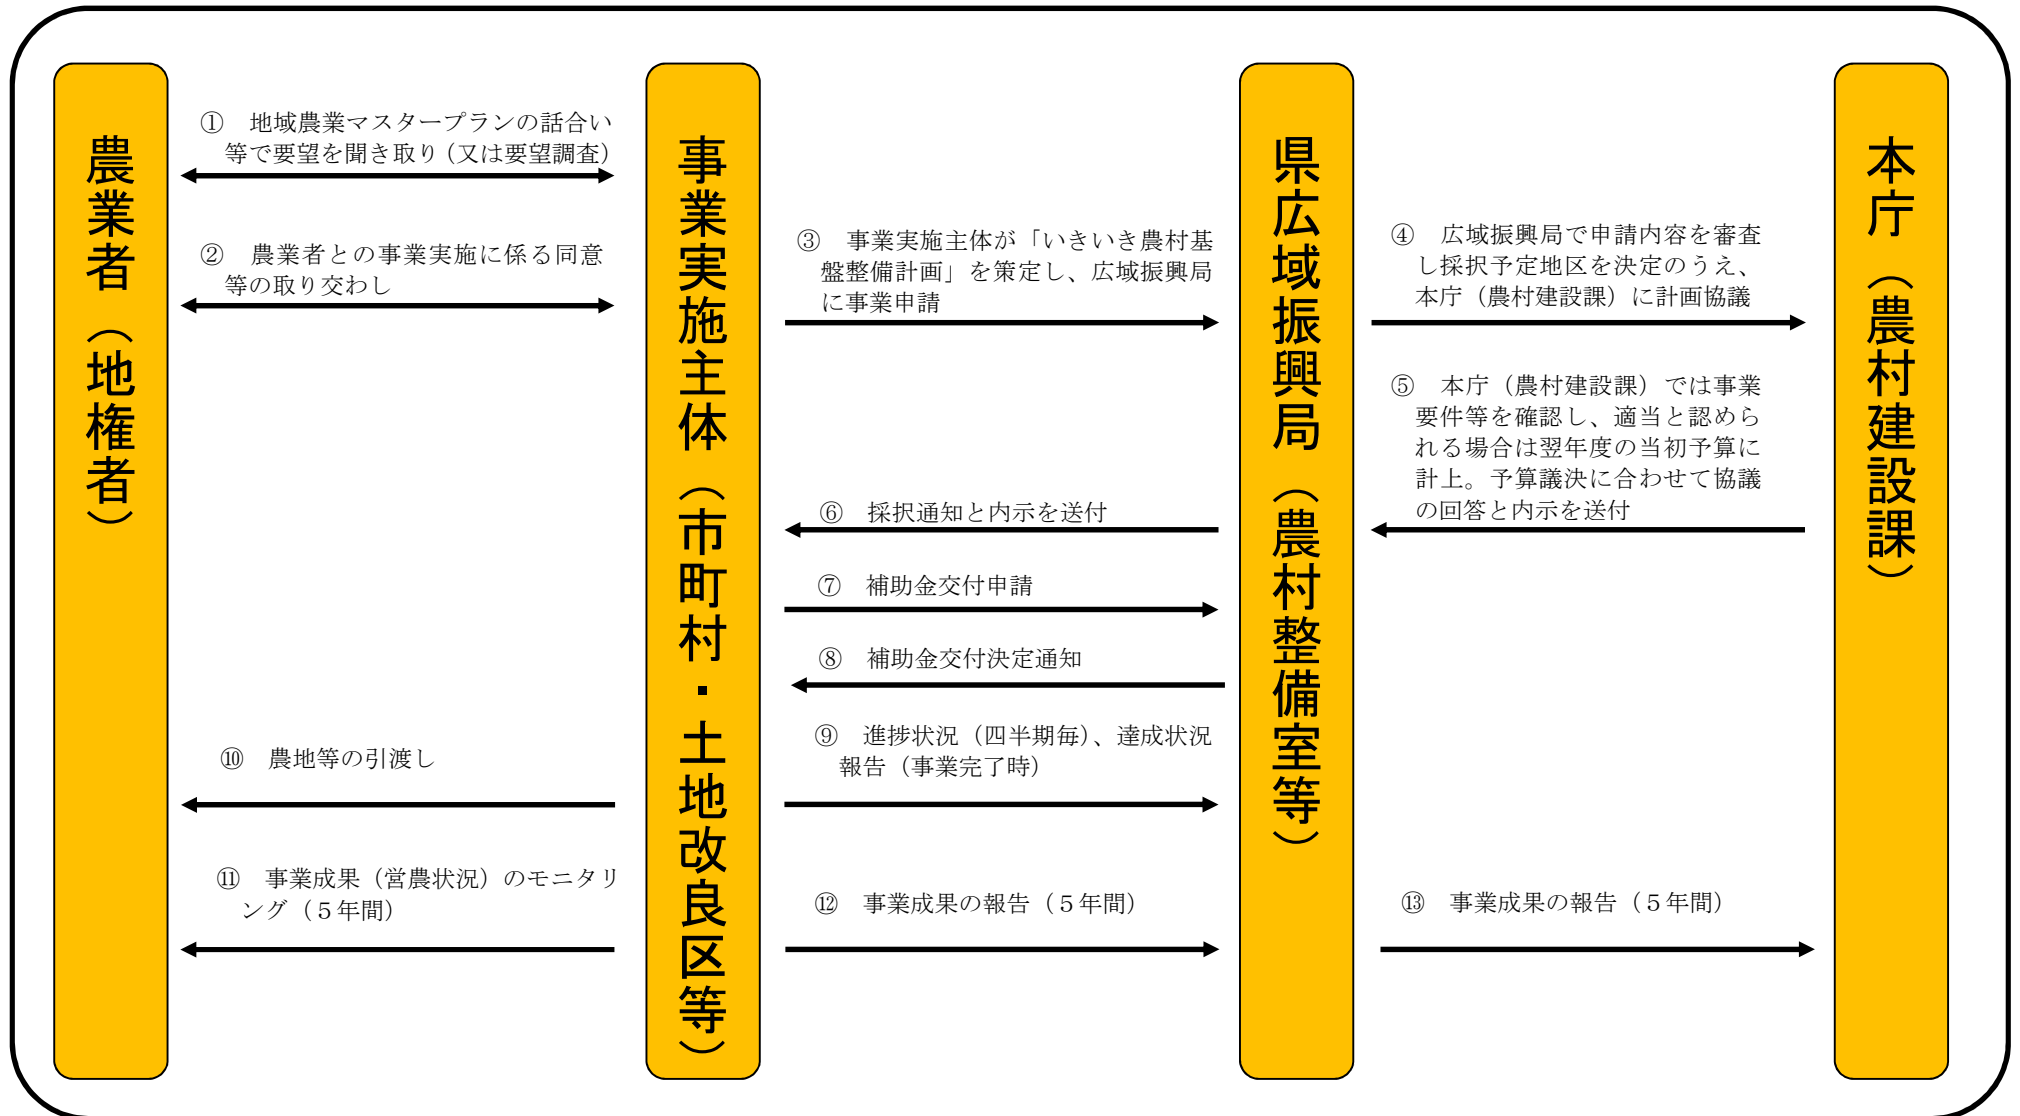 農業者（地権者）
① 地域農業マスタープランの話合い
等で要望を聞き取り（又は要望調査）
② 農業者との事業実施に係る同意
等の取り交わし
⑩ 農地等の引渡し
⑪ 事業成果（営農状況）のモニタリ
ング（５年間）
事業実施主体（市町村・土地改良区等）
③ 事業実施主体が「いきいき農村基
盤整備計画」を策定し、広域振興局
に事業申請
⑥ 採択通知と内示を送付
⑦ 補助金交付申請
⑧ 補助金交付決定通知
⑨ 進捗状況（四半期毎）、達成状況
報告（事業完了時）
⑫ 事業成果の報告（５年間）
県広域振興局（農村整備室等）
④ 広域振興局で申請内容を審査
し採択予定地区を決定のうえ、
本庁（農村建設課）に計画協議
⑤ 本庁（農村建設課）では事業
要件等を確認し、適当と認めら
れる場合は翌年度の当初予算に
計上。予算議決に合わせて協議
の回答と内示を送付
⑬ 事業成果の報告（５年間）
本庁（農村建設課）